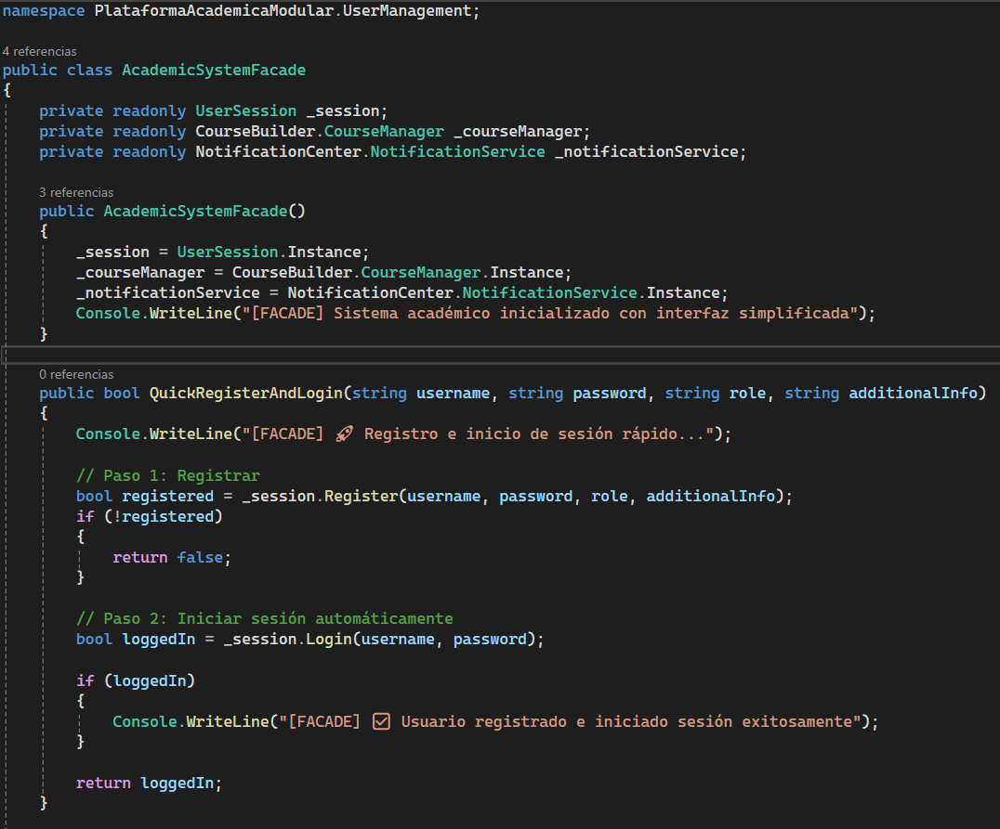 namespace PlataformaAcademicaModular.UserManagement;
4 referencias
public class AcademicSystemFacade
{
private readonly UserSession _session;
private readonly CourseBuilder.CourseManager _courseManager;
private readonly NotificationCenter.NotificationService _notificationService;
3 referencias
public AcademicSystemFacade()
{
_session = UserSession.Instance;
_courseManager = CourseBuilder.CourseManager.Instance;
_notificationService = NotificationCenter.NotificationService.Instance;
Console.WriteLine("[FACADE] Sistema académico inicializado con interfaz simplificada");
}
0 referencias
public bool QuickRegisterAndLogin(string username, string password, string role, string additionalInfo)
{
Console.WriteLine("[FACADE] 🚀 Registro e inicio de sesión rápido...");
// Paso 1: Registrar
bool registered = _session.Register(username, password, role, additionalInfo);
if (!registered)
{
return false;
}
// Paso 2: Iniciar sesión automáticamente
bool loggedIn = _session.Login(username, password);
if (loggedIn)
{
Console.WriteLine("[FACADE] ✅ Usuario registrado e iniciado sesión exitosamente");
}
return loggedIn;
}